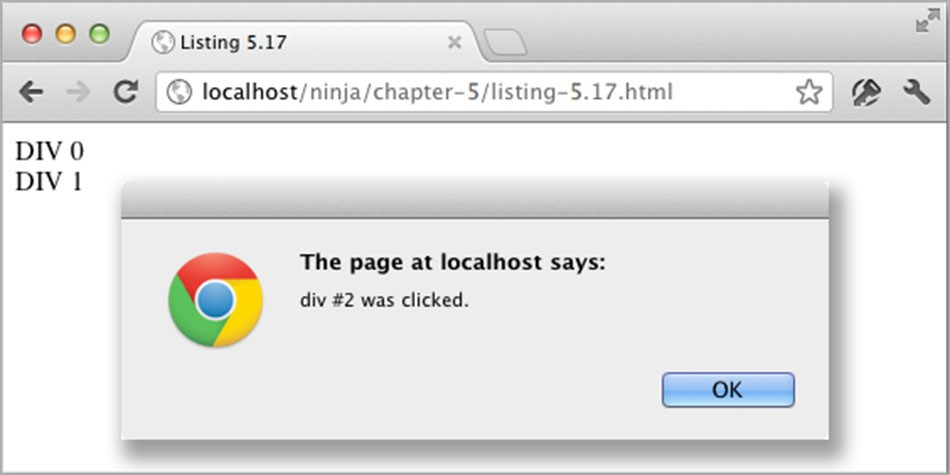 Listing 5.17
localhost/ninja/chapter-5/listing-5.17.html
DIV 0
DIV 1
The page at localhost says:
div #2 was clicked.
OK